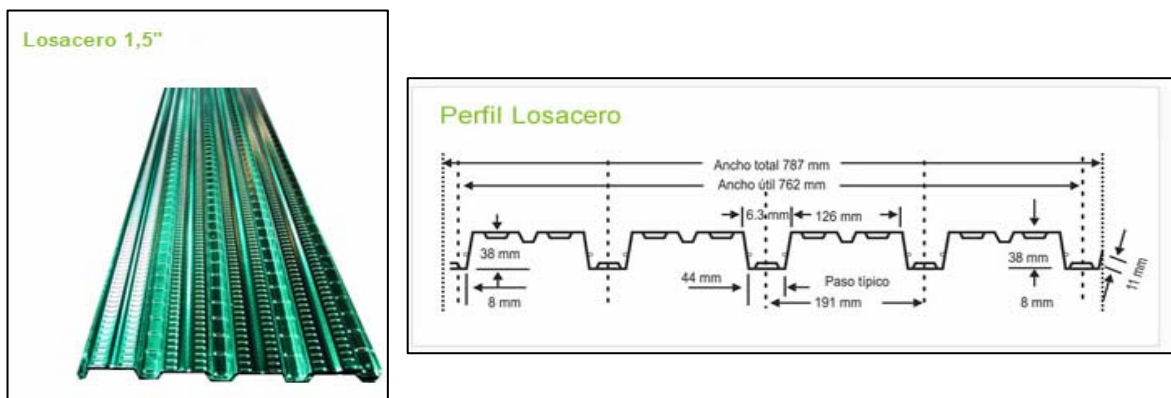 Losacero 1,5"
Perfil Losacero
Ancho total 787 mm
Ancho útil 762 mm
6.3 mm
126 mm
38 mm
38 mm
11 mm
8 mm
44 mm
Paso típico
191 mm
8 mm